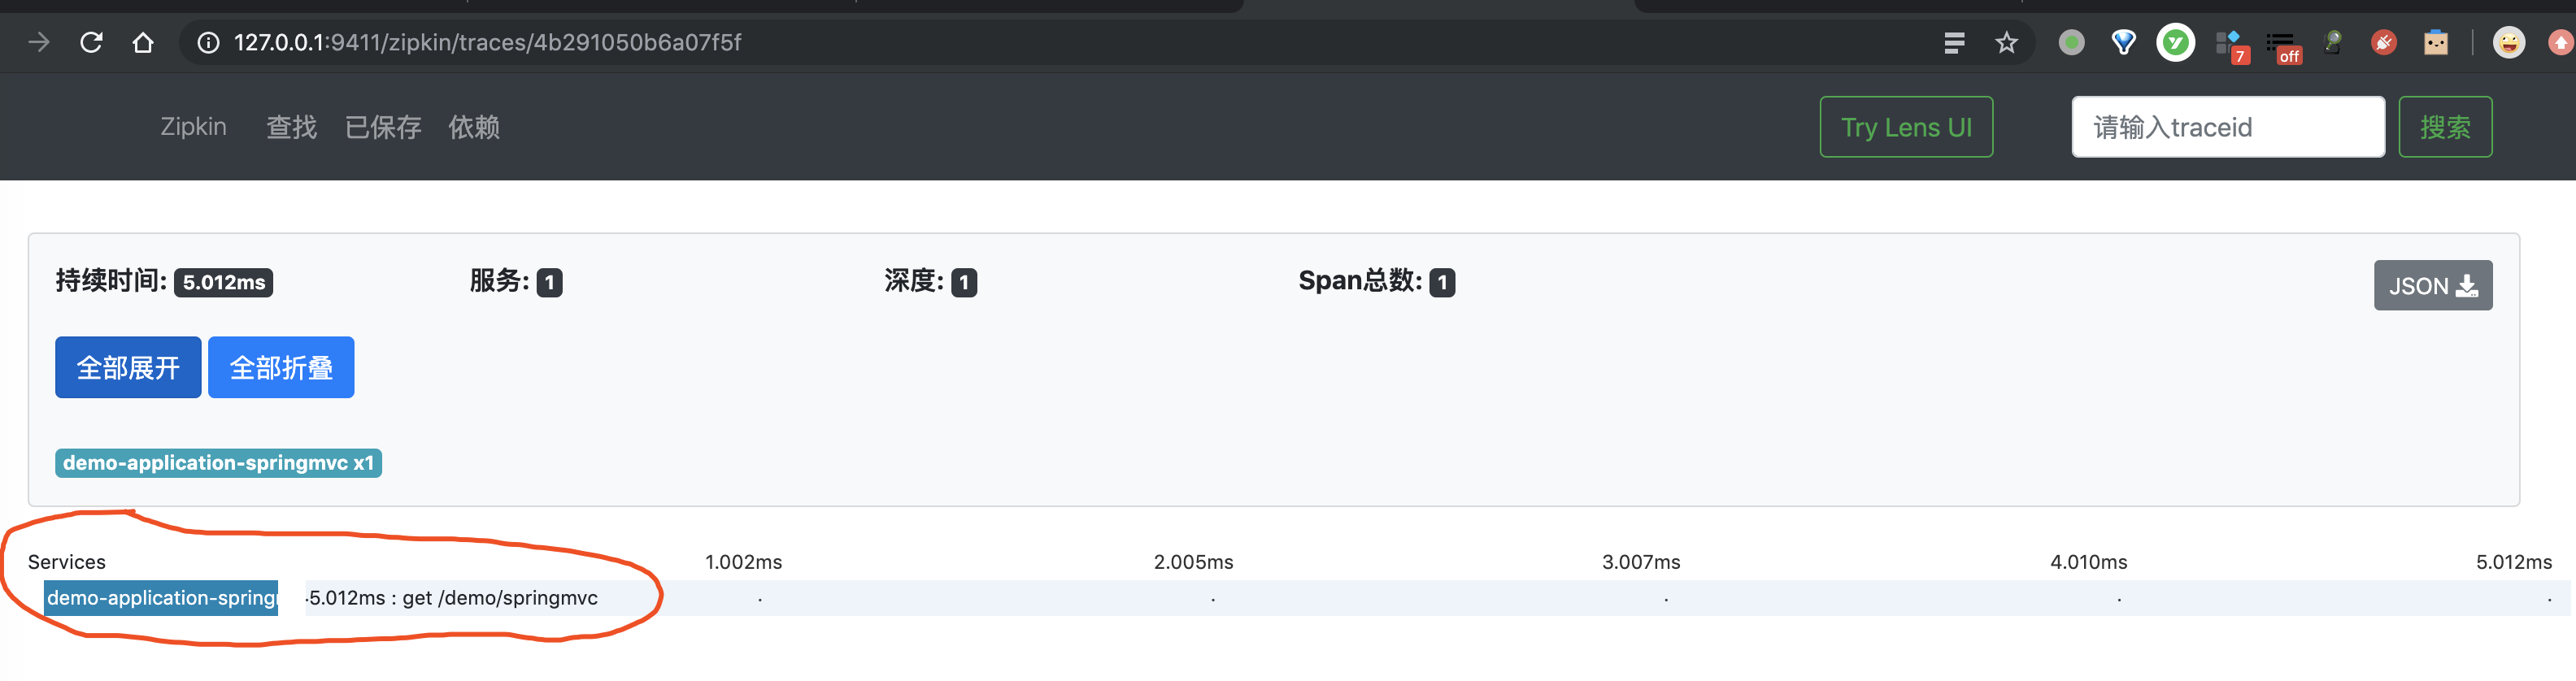 127.0.0.1:9411/zipkin/traces/4b291050b6a07f5f
7
off
Zipkin 查找 已保存 依赖 Try Lens UI 请输入traceid 搜索
持续时间: 5.012ms 服务: 1 深度: 1 Span总数: 1 JSON
全部展开 全部折叠
demo-application-springmvc x1
Services 1.002ms 2.005ms 3.007ms 4.010ms 5.012ms
demo-application-spring ·5.012ms : get /demo/springmvc